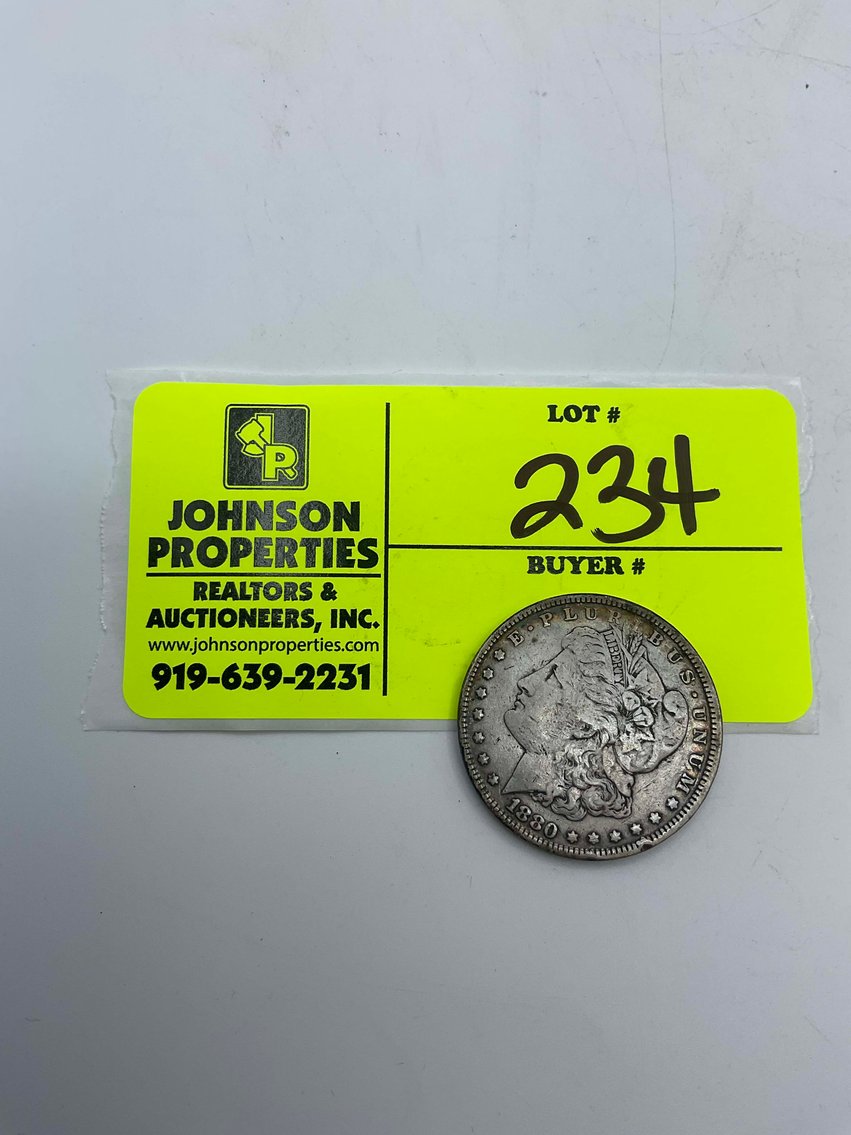 JP
JOHNSON
PROPERTIES
REALTORS &
AUCTIONEERS, INC.
www.johnsonproperties.com
919-639-2231
LOT #
234
BUYER #
E·PLURIBUS·UNUM
LIBERTY
1880